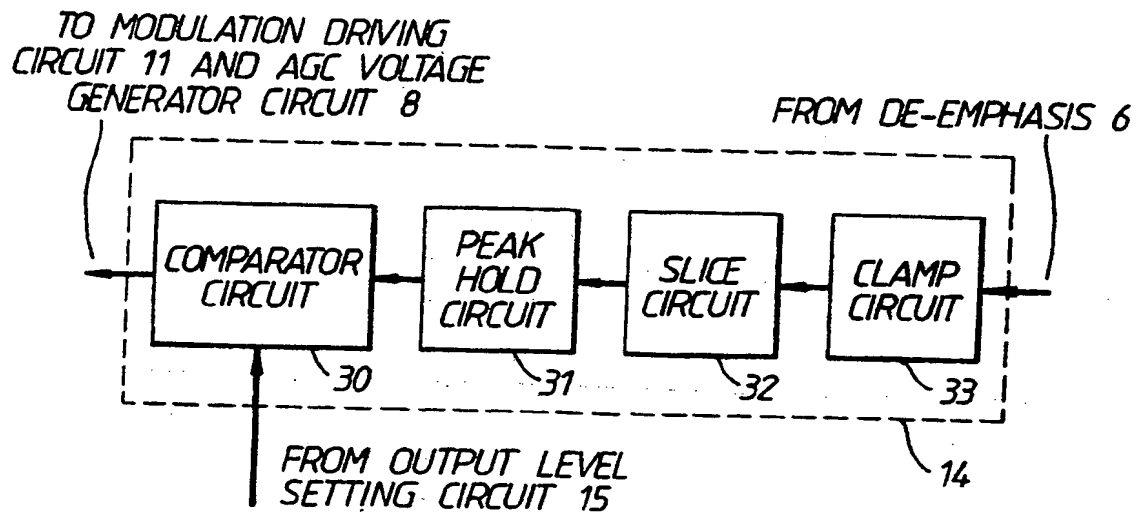 TO MODULATION DRIVING
CIRCUIT 11 AND AGC VOLTAGE
GENERATOR CIRCUIT 8
FROM DE-EMPHASIS 6
COMPARATOR
CIRCUIT
PEAK
HOLD
CIRCUIT
SLICE
CIRCUIT
CLAMP
CIRCUIT
30
31
32
33
14
FROM OUTPUT LEVEL
SETTING CIRCUIT 15